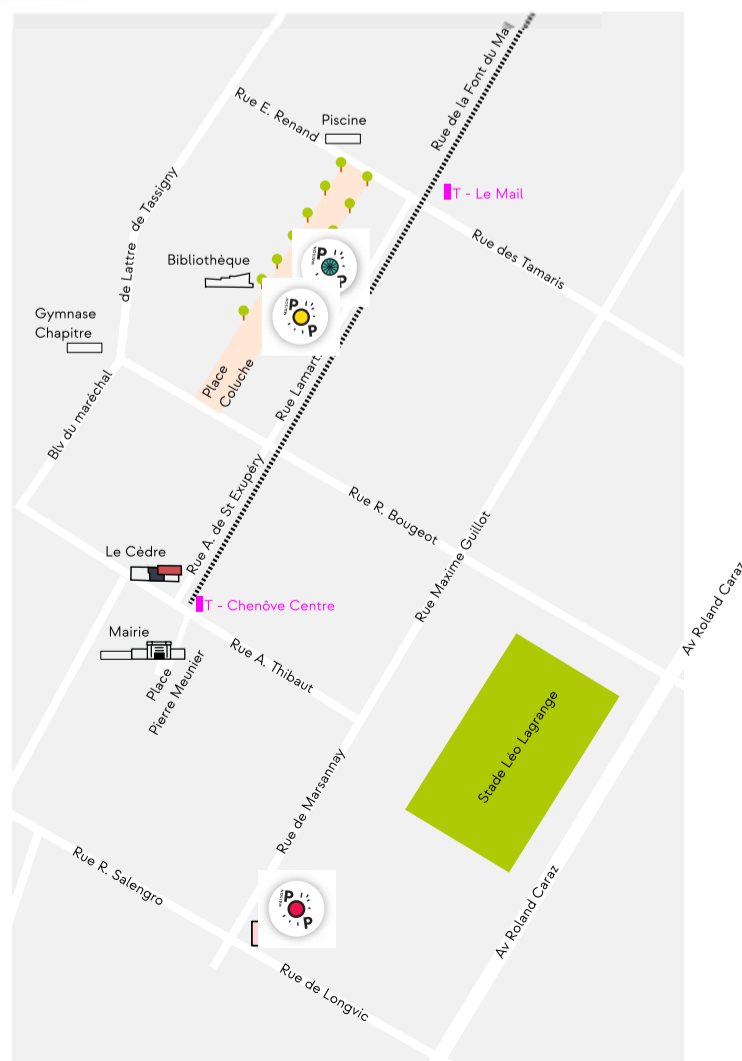 Rue de la Font du Mail
Rue E. Renand
Piscine
de Lattre de Tassigny
T - Le Mail
Rue des Tamaris
Bibliothèque
P
P
P
P
Gymnase
Chapitre
Place
Coluche
Rue Lamart
Blv du maréchal
Rue A. de St Exupéry
Rue R. Bougeot
Rue Maxime Guillot
Le Cèdre
T - Chenôve Centre
Av Roland Caraz
Mairie
Rue A. Thibaut
Place
Pierre Meunier
Stade Léo Lagrange
Rue de Marsannay
Rue R. Salengro
P
P
Av Roland Caraz
Rue de Longvic